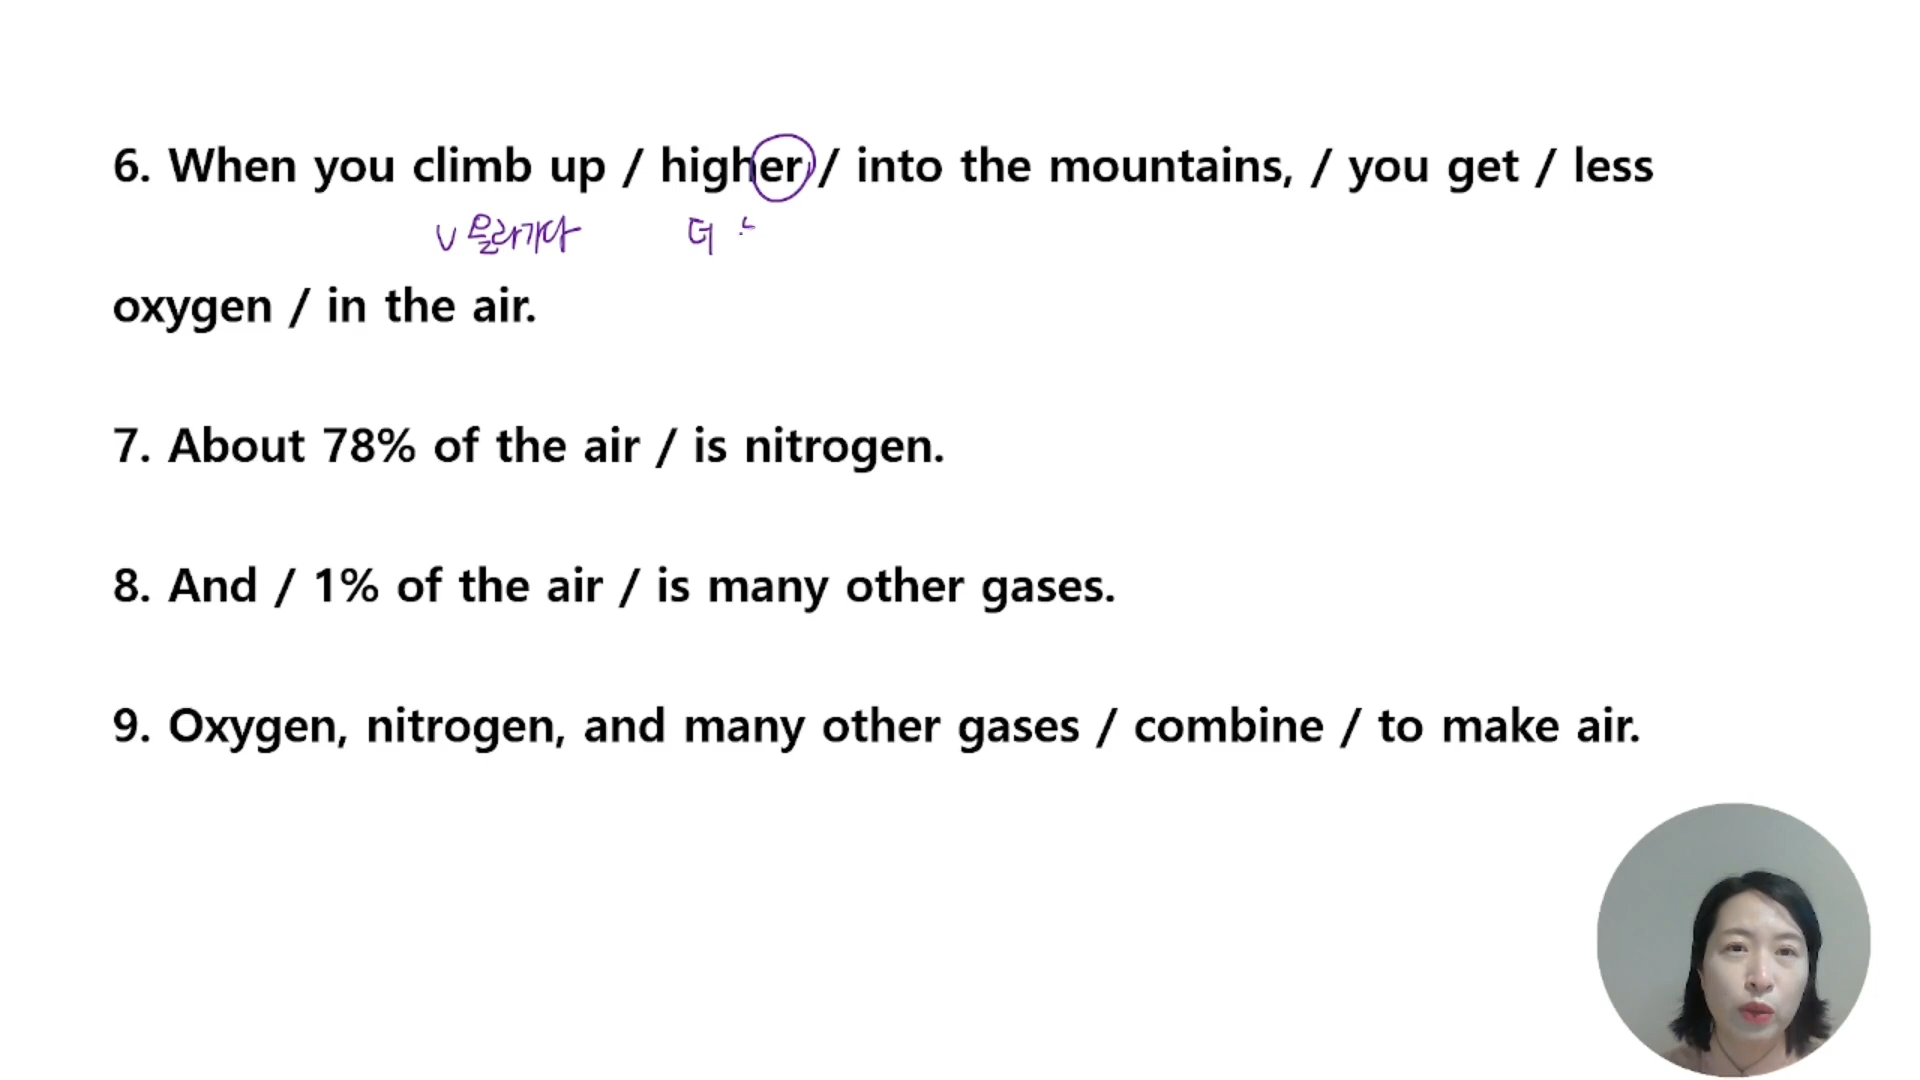 6. When you climb up / higher / into the mountains, / you get / less
V 올라가다 더
oxygen / in the air.
7. About 78% of the air / is nitrogen.
8. And / 1% of the air / is many other gases.
9. Oxygen, nitrogen, and many other gases / combine / to make air.